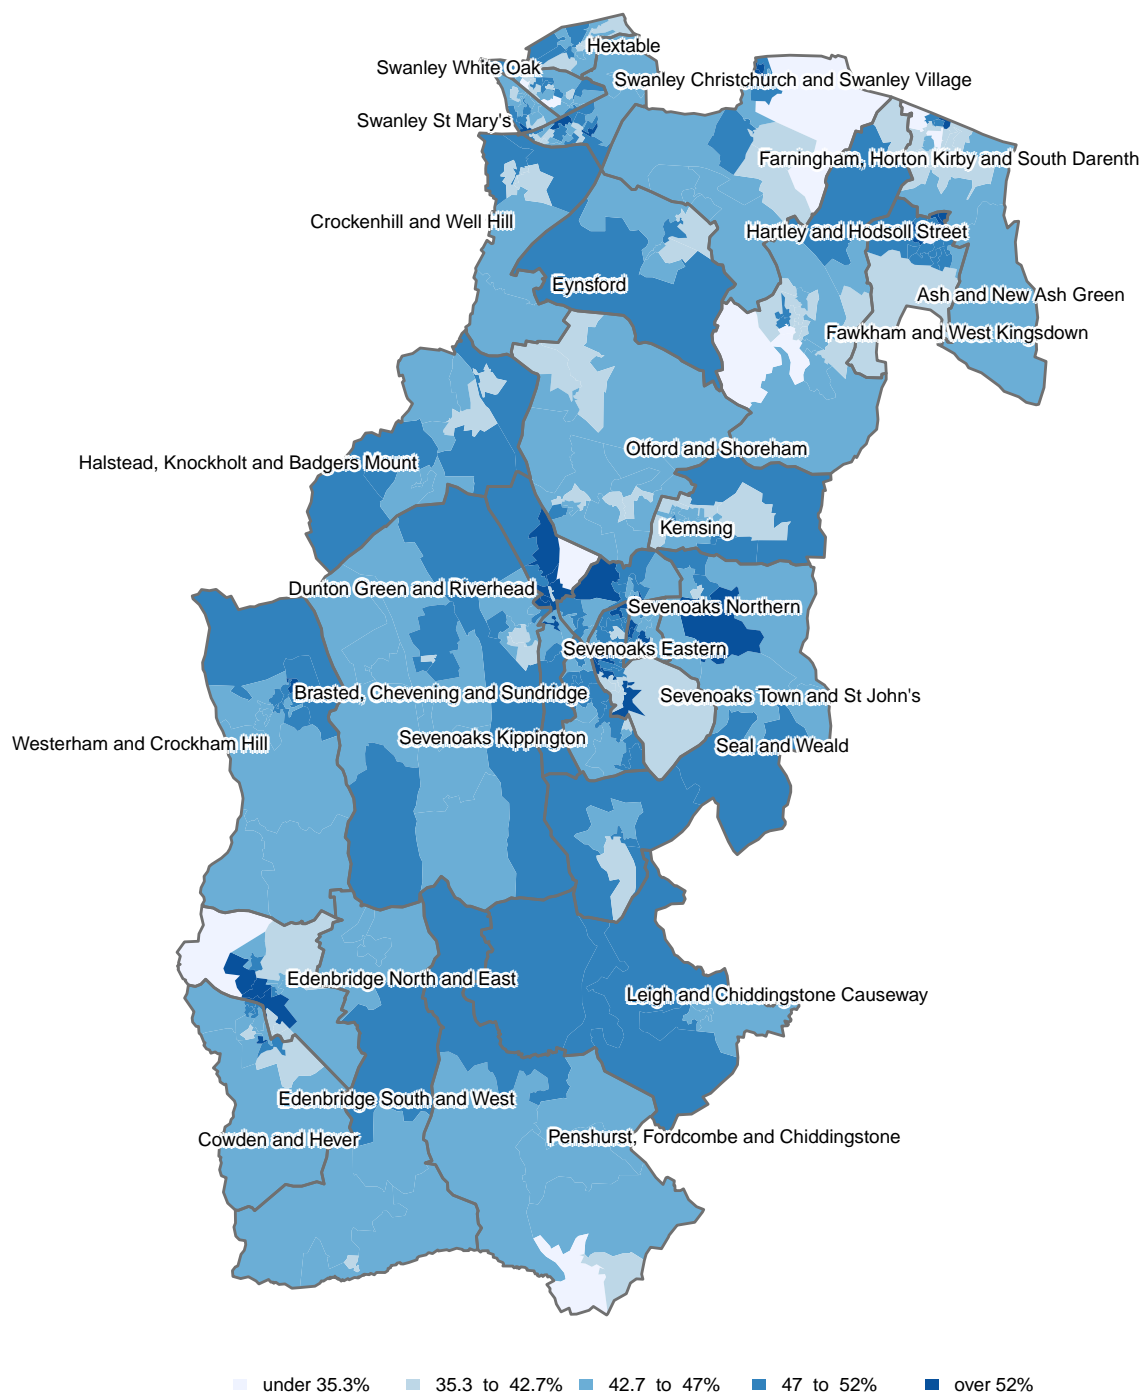 Hextable
Swanley White Oak
Swanley Christchurch and Swanley Village
Swanley St Mary's
Farningham, Horton Kirby and South Darenth
Crockenhill and Well Hill
Hartley and Hodsoll Street
Eynsford
Ash and New Ash Green
Fawkham and West Kingsdown
Otford and Shoreham
Halstead, Knockholt and Badgers Mount
Kemsing
Dunton Green and Riverhead
Sevenoaks Northern
Sevenoaks Eastern
Brasted, Chevening and Sundridge
Sevenoaks Town and St John's
Westerham and Crockham Hill
Sevenoaks Kippington
Seal and Weald
Edenbridge North and East
Leigh and Chiddingstone Causeway
Edenbridge South and West
Cowden and Hever
Penshurst, Fordcombe and Chiddingstone
under 35.3% 35.3 to 42.7% 42.7 to 47% 47 to 52% over 52%